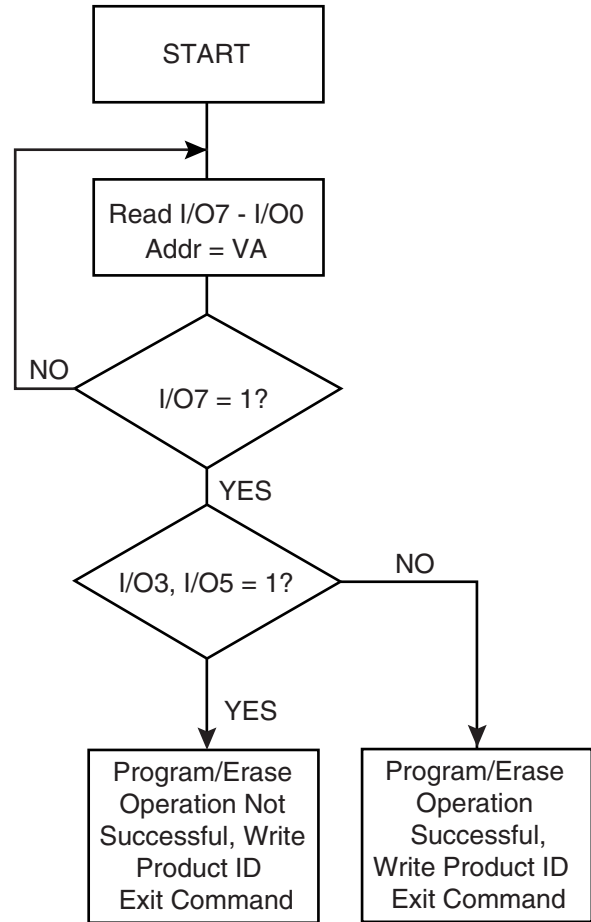 START
Read I/O7 - I/O0
Addr = VA
NO
I/O7 = 1?
YES
I/O3, I/O5 = 1?
NO
YES
Program/Erase
Operation Not
Successful, Write
Product ID
Exit Command
Program/Erase
Operation
Successful,
Write Product ID
Exit Command